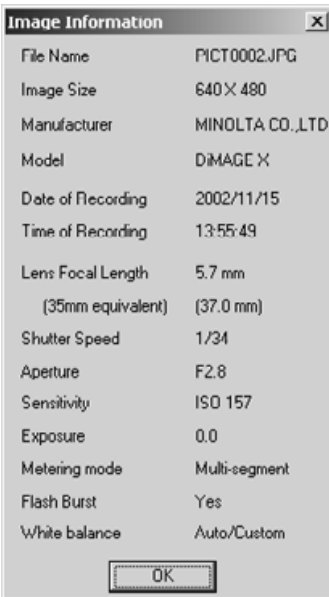 Image Information
File Name PICT0002.JPG
Image Size 640 X 480
Manufacturer MINOLTA CO.,LTD
Model DiMAGE X
Date of Recording 2002/11/15
Time of Recording 13:55:49
Lens Focal Length 5.7 mm
(35mm equivalent) (37.0 mm)
Shutter Speed 1/34
Aperture F2.8
Sensitivity ISO 157
Exposure 0.0
Metering mode Multi-segment
Flash Burst Yes
White balance Auto/Custom
OK